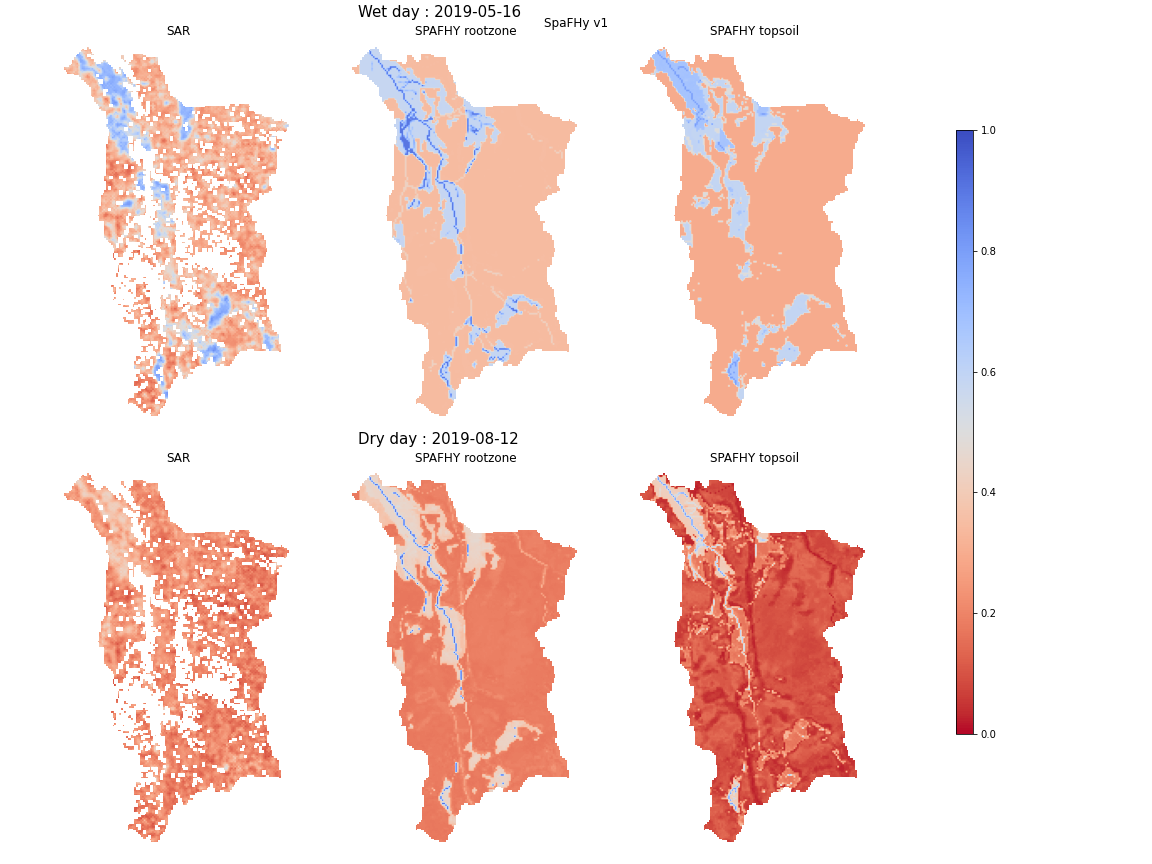 Wet day : 2019-05-16
SpaFHy v1
SAR
SPAFHY rootzone
SPAFHY topsoil
1.0
0.8
0.6
0.4
0.2
0.0
Dry day : 2019-08-12
SAR
SPAFHY rootzone
SPAFHY topsoil